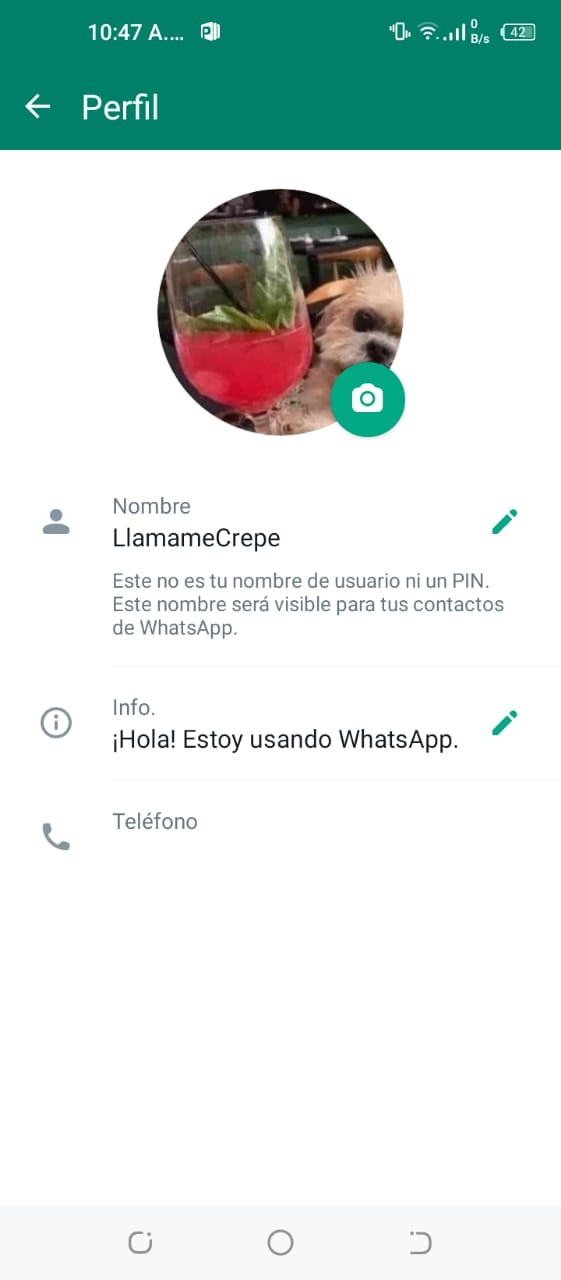 10:47 A....
0
B/s
42
Perfil
Nombre
LlamameCrepe
Este no es tu nombre de usuario ni un PIN.
Este nombre será visible para tus contactos
de WhatsApp.
Info.
¡Hola! Estoy usando WhatsApp.
Teléfono